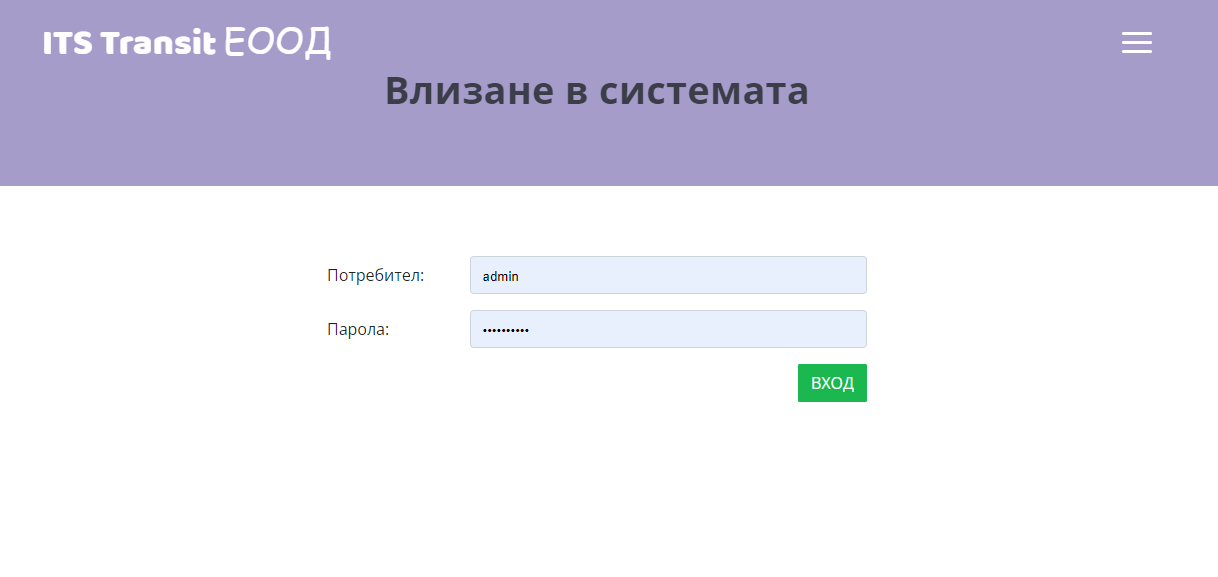 ITS Transit ЕООД
Влизане в системата
Потребител:
admin
Парола:
••••••••••
ВХОД